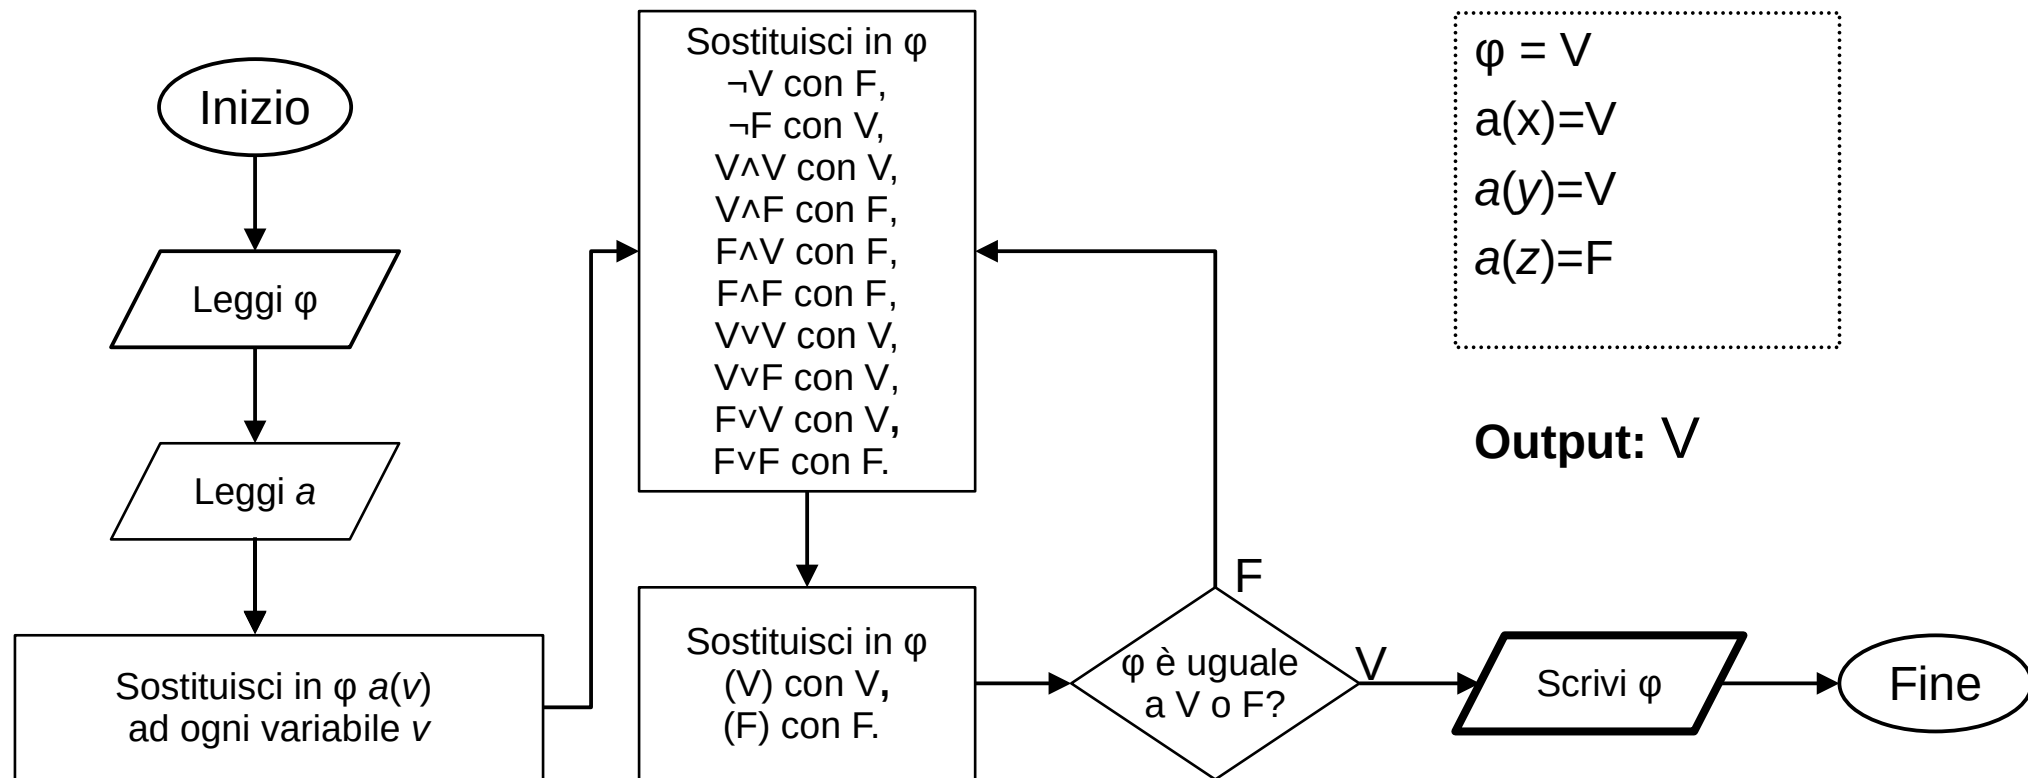 Inizio
Leggi φ
Leggi a
Sostituisci in φ a(v)
ad ogni variabile v
Sostituisci in φ
¬V con F,
¬F con V,
V∧V con V,
V∧F con F,
F∧V con F,
F∧F con F,
V∨V con V,
V∨F con V,
F∨V con V,
F∨F con F.
Sostituisci in φ
(V) con V,
(F) con F.
φ è uguale
a V o F?
F
V
Scrivi φ
Fine
φ = V
a(x)=V
a(y)=V
a(z)=F
Output: V